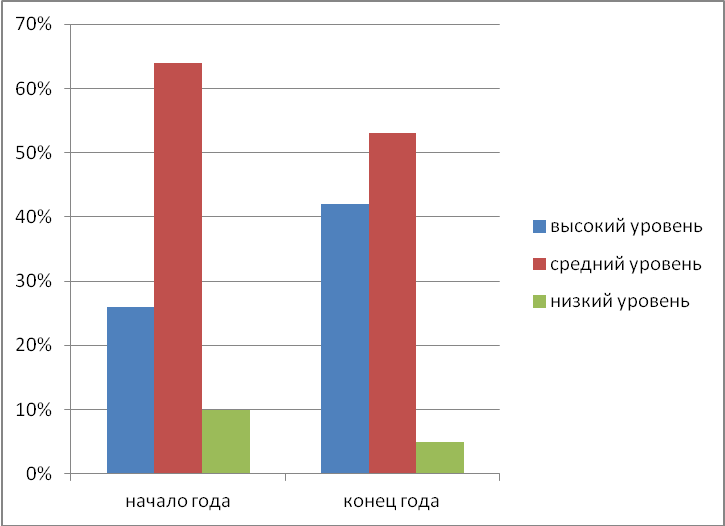 70%
60%
50%
40%
30%
20%
10%
0%
начало года
конец года
высокий уровень
средний уровень
низкий уровень